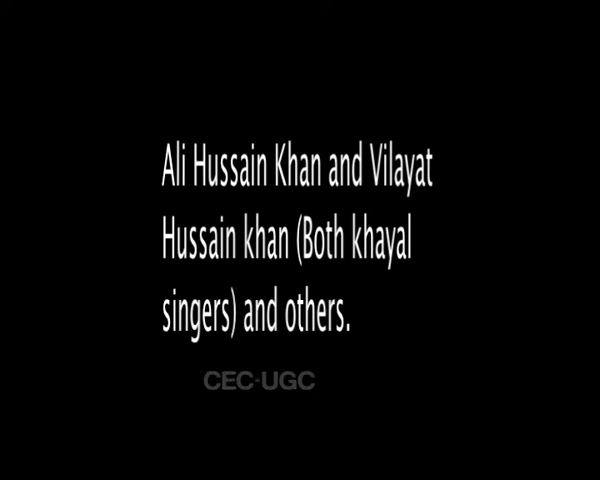 Ali Hussain Khan and Vilayat
Hussain khan (Both khayal
singers) and others.
CEC-UGC